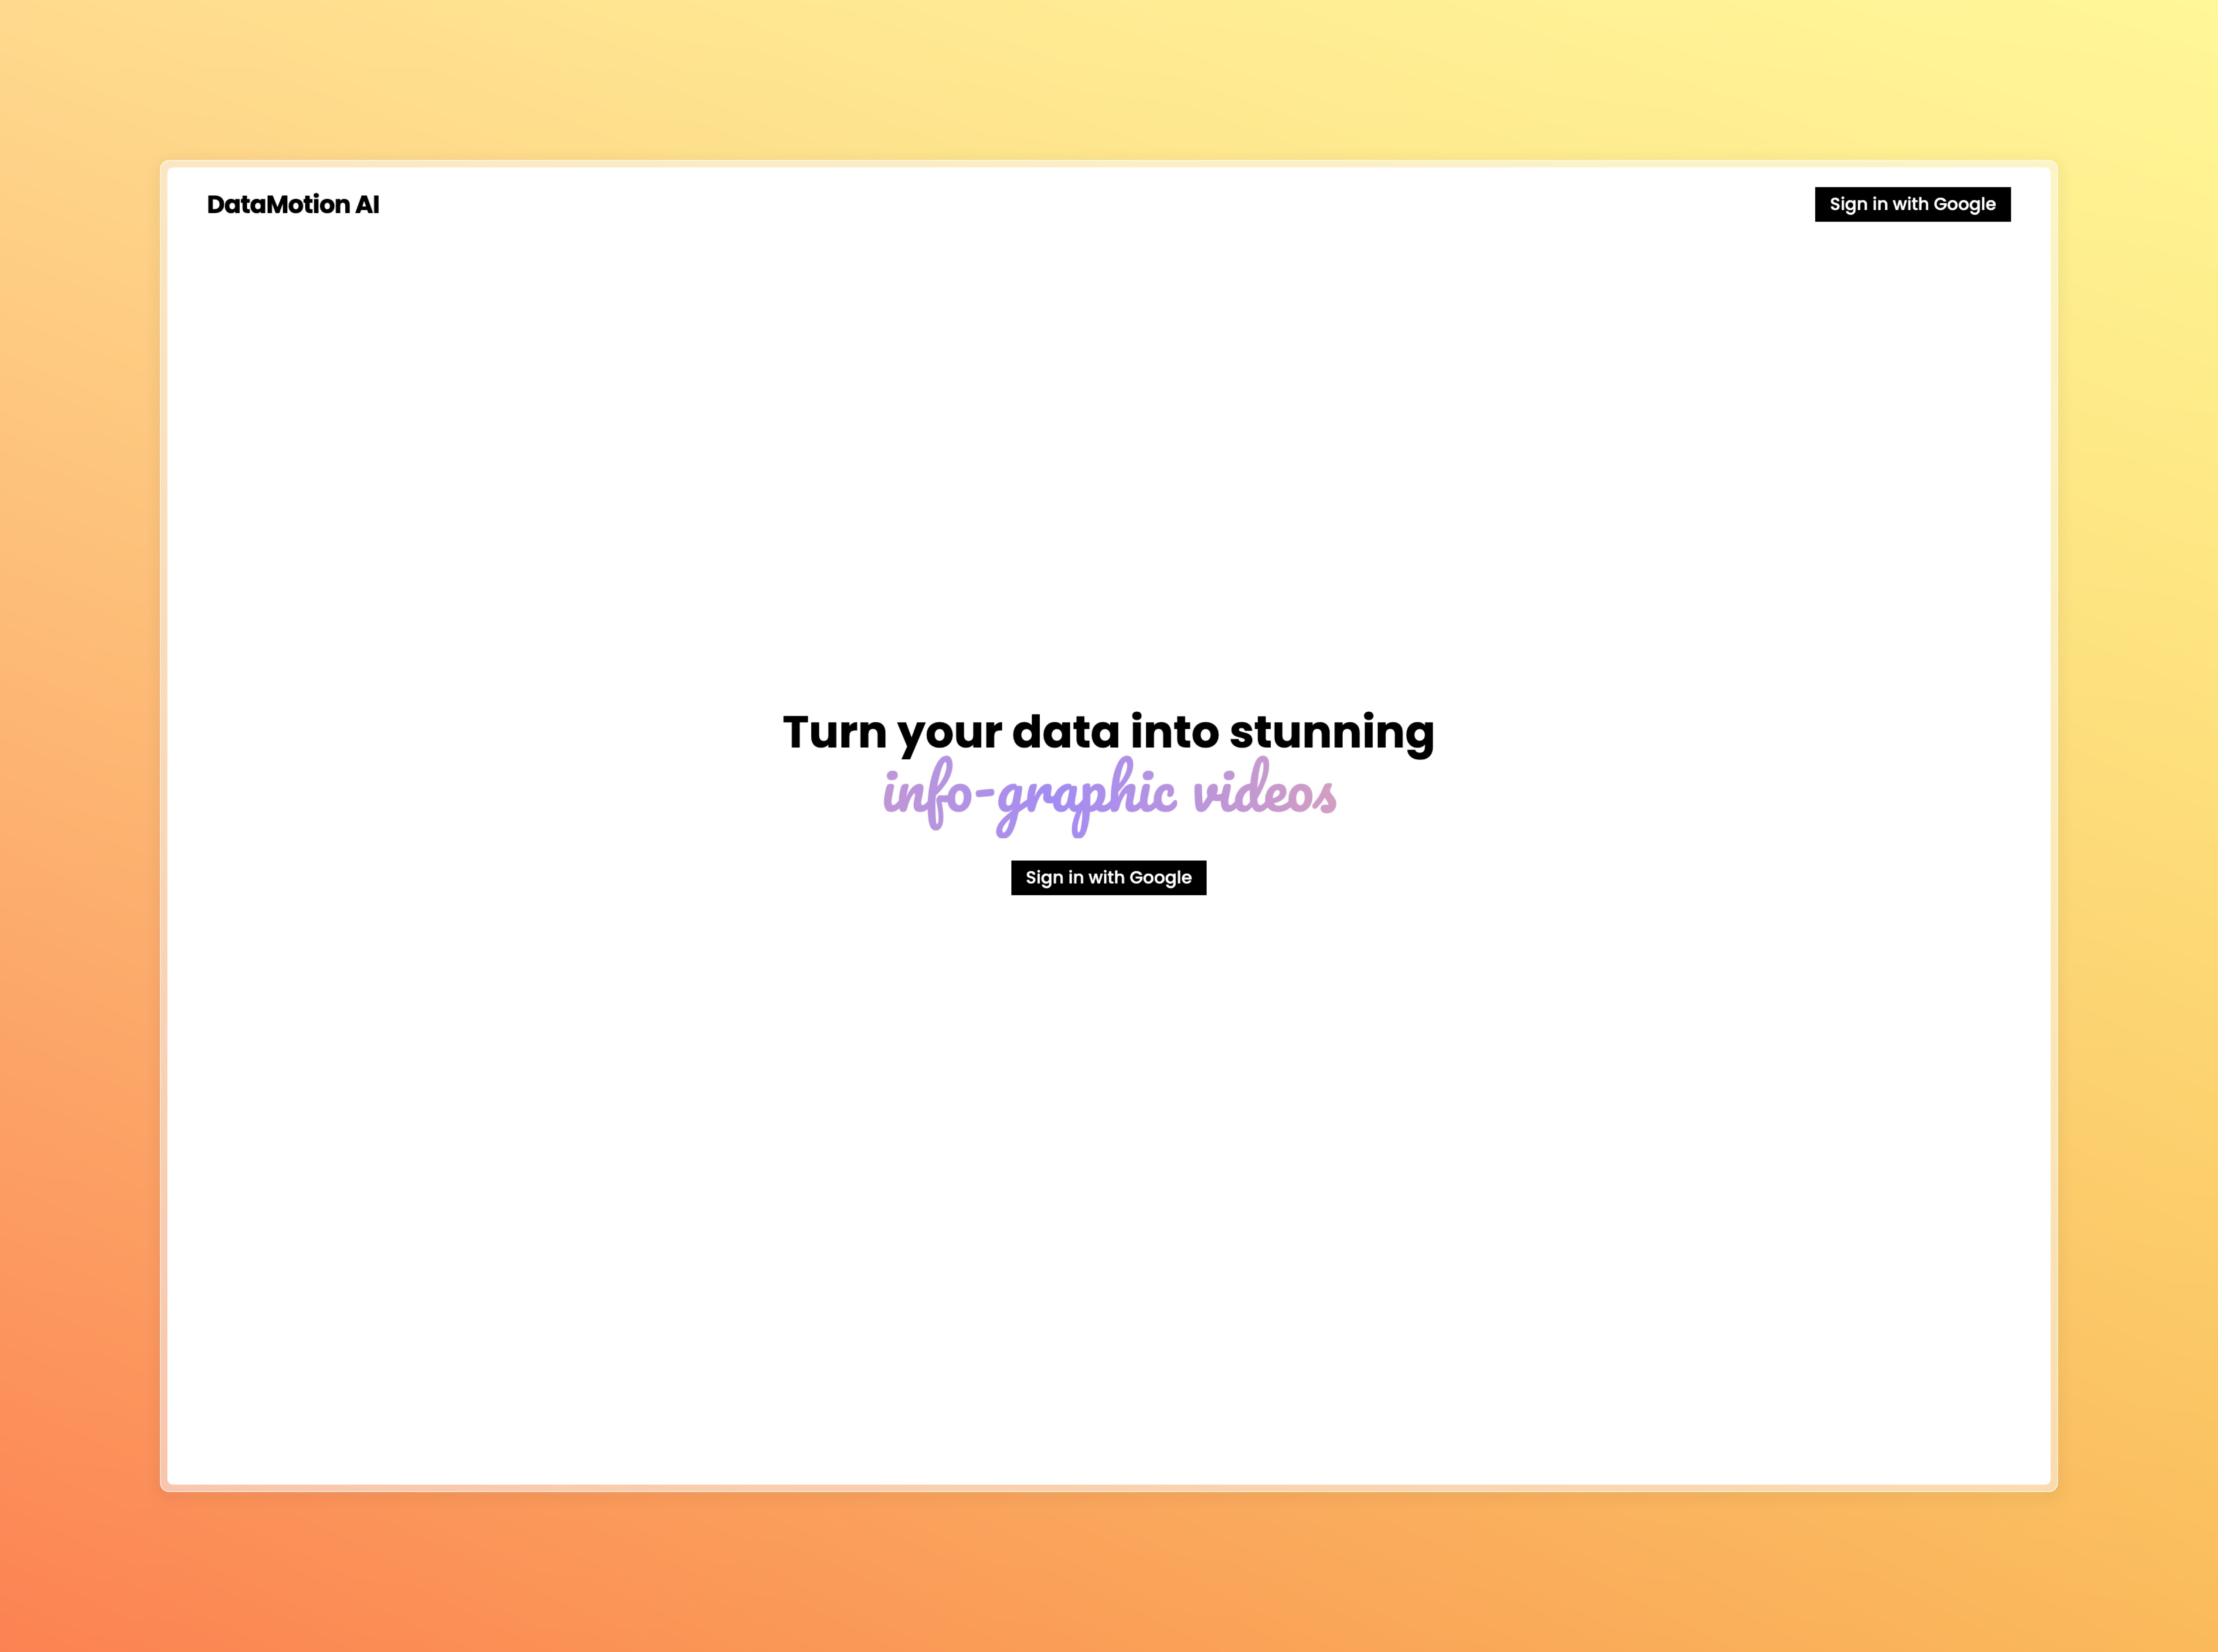 DataMotion AI
Sign in with Google
Turn your data into stunning
info-graphic videos
Sign in with Google